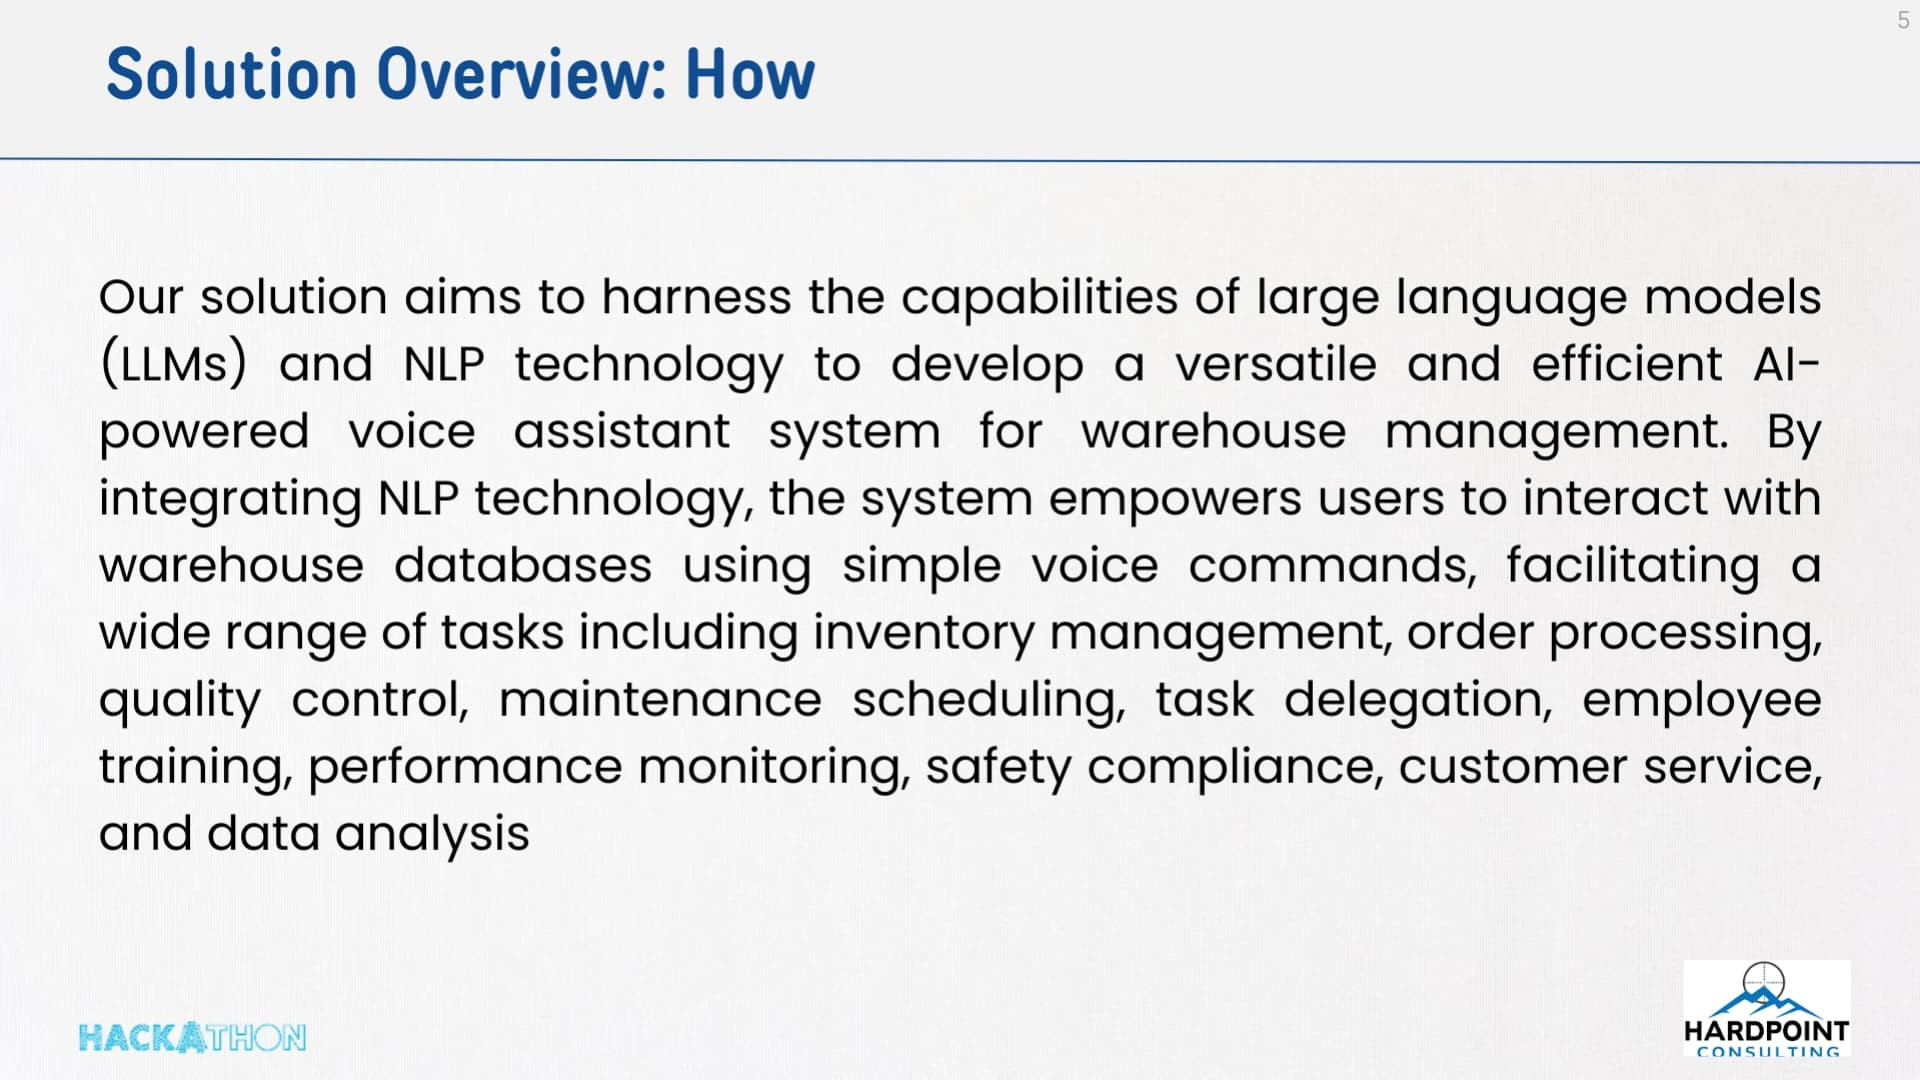 5
Solution Overview: How
Our solution aims to harness the capabilities of large language models
(LLMs) and NLP technology to develop a versatile and efficient AI-
powered voice assistant system for warehouse management. By
integrating NLP technology, the system empowers users to interact with
warehouse databases using simple voice commands, facilitating a
wide range of tasks including inventory management, order processing,
quality control, maintenance scheduling, task delegation, employee
training, performance monitoring, safety compliance, customer service,
and data analysis
HACKATHON
HARDPOINT
CONSULTING